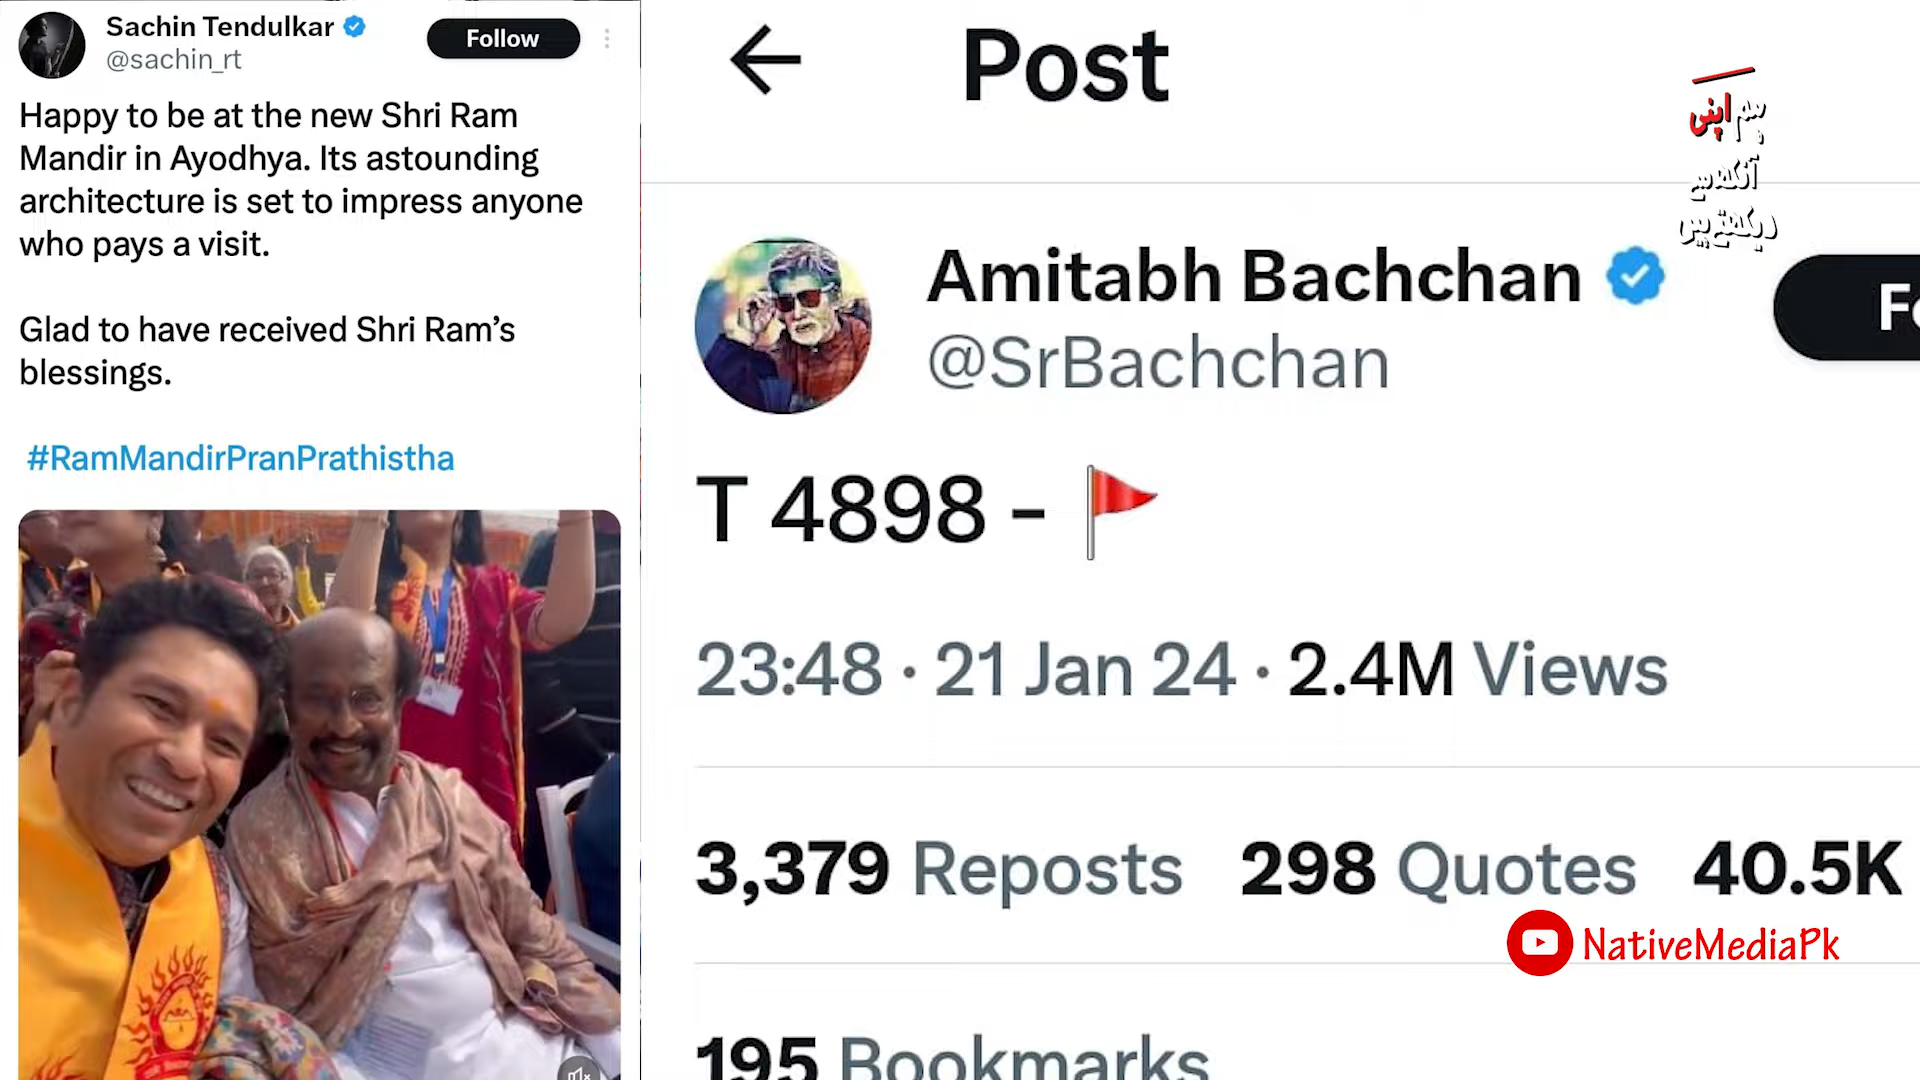 Sachin Tendulkar
@sachin_rt
Follow
Happy to be at the new Shri Ram
Mandir in Ayodhya. Its astounding
architecture is set to impress anyone
who pays a visit.
Glad to have received Shri Ram’s
blessings.
#RamMandirPranPrathistha
Post
ہم اپنی
آنکھ سے
دیکھتے ہیں
Amitabh Bachchan
@SrBachchan
Fo
T 4898 -
23:48 · 21 Jan 24 · 2.4M Views
3,379 Reposts 298 Quotes 40.5K
NativeMediaPk
195 Bookmarks